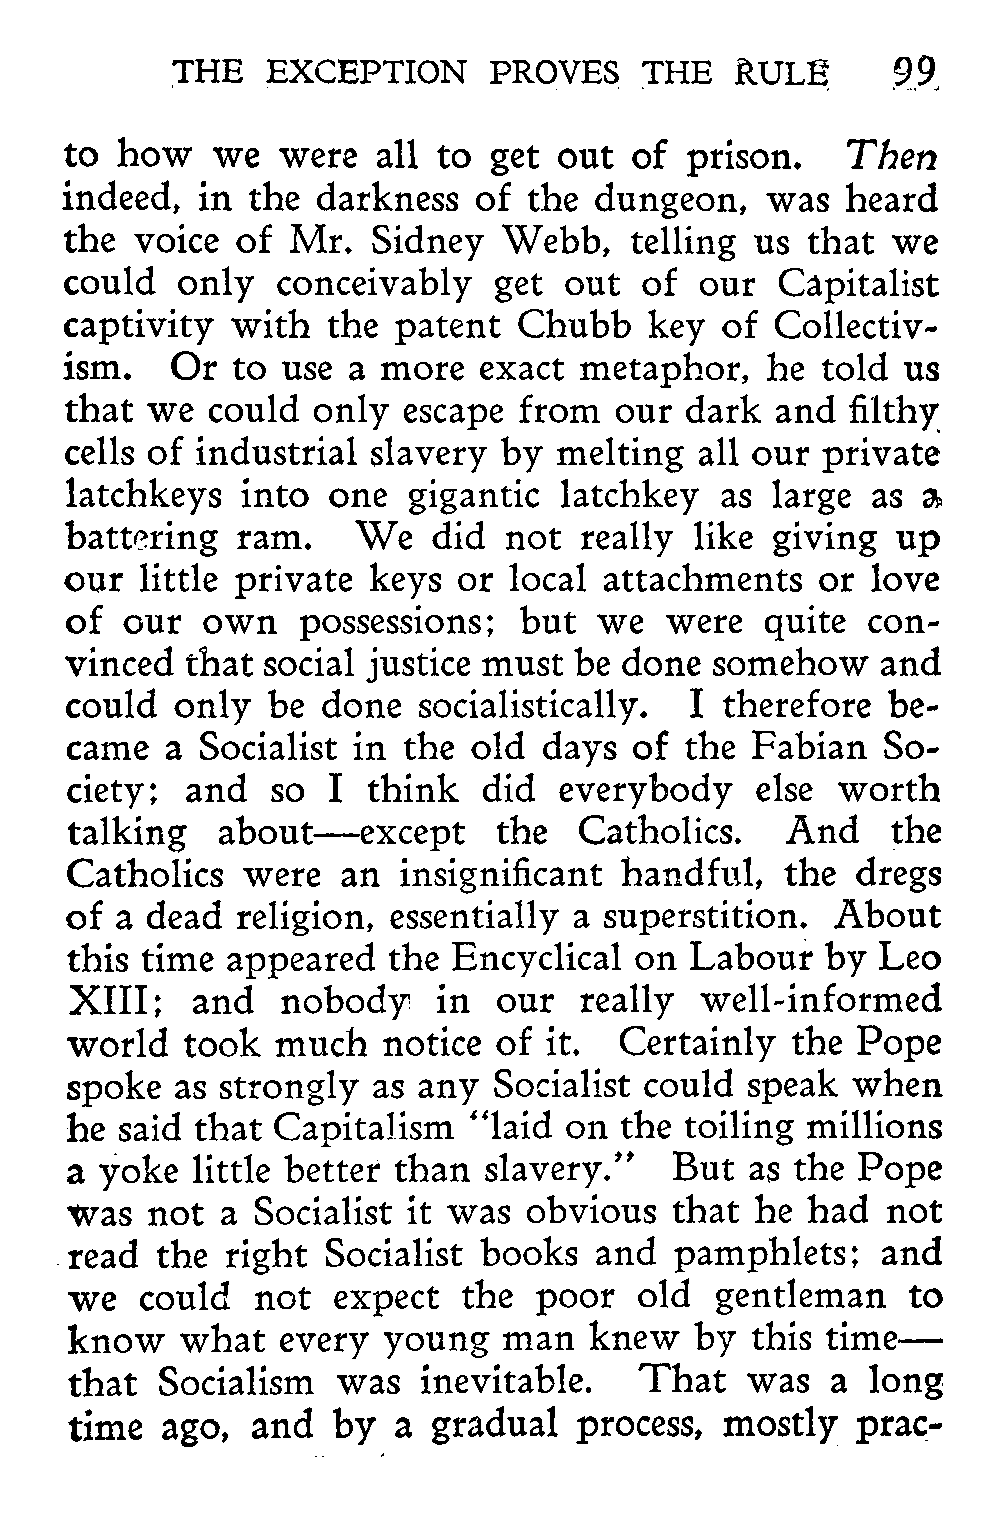 THE EXCEPTION PROVES THE RULE 99
to how we were all to get out of prison. Then
indeed, in the darkness of the dungeon, was heard
the voice of Mr. Sidney Webb, telling us that we
could only conceivably get out of our Capitalist
captivity with the patent Chubb key of Collectiv-
ism. Or to use a more exact metaphor, he told us
that we could only escape from our dark and filthy
cells of industrial slavery by melting all our private
latchkeys into one gigantic latchkey as large as a
battering ram. We did not really like giving up
our little private keys or local attachments or love
of our own possessions; but we were quite con-
vinced that social justice must be done somehow and
could only be done socialistically. I therefore be-
came a Socialist in the old days of the Fabian So-
ciety; and so I think did everybody else worth
talking about—except the Catholics. And the
Catholics were an insignificant handful, the dregs
of a dead religion, essentially a superstition. About
this time appeared the Encyclical on Labour by Leo
XIII; and nobody in our really well-informed
world took much notice of it. Certainly the Pope
spoke as strongly as any Socialist could speak when
he said that Capitalism "laid on the toiling millions
a yoke little better than slavery." But as the Pope
was not a Socialist it was obvious that he had not
read the right Socialist books and pamphlets; and
we could not expect the poor old gentleman to
know what every young man knew by this time—
that Socialism was inevitable. That was a long
time ago, and by a gradual process, mostly prac-